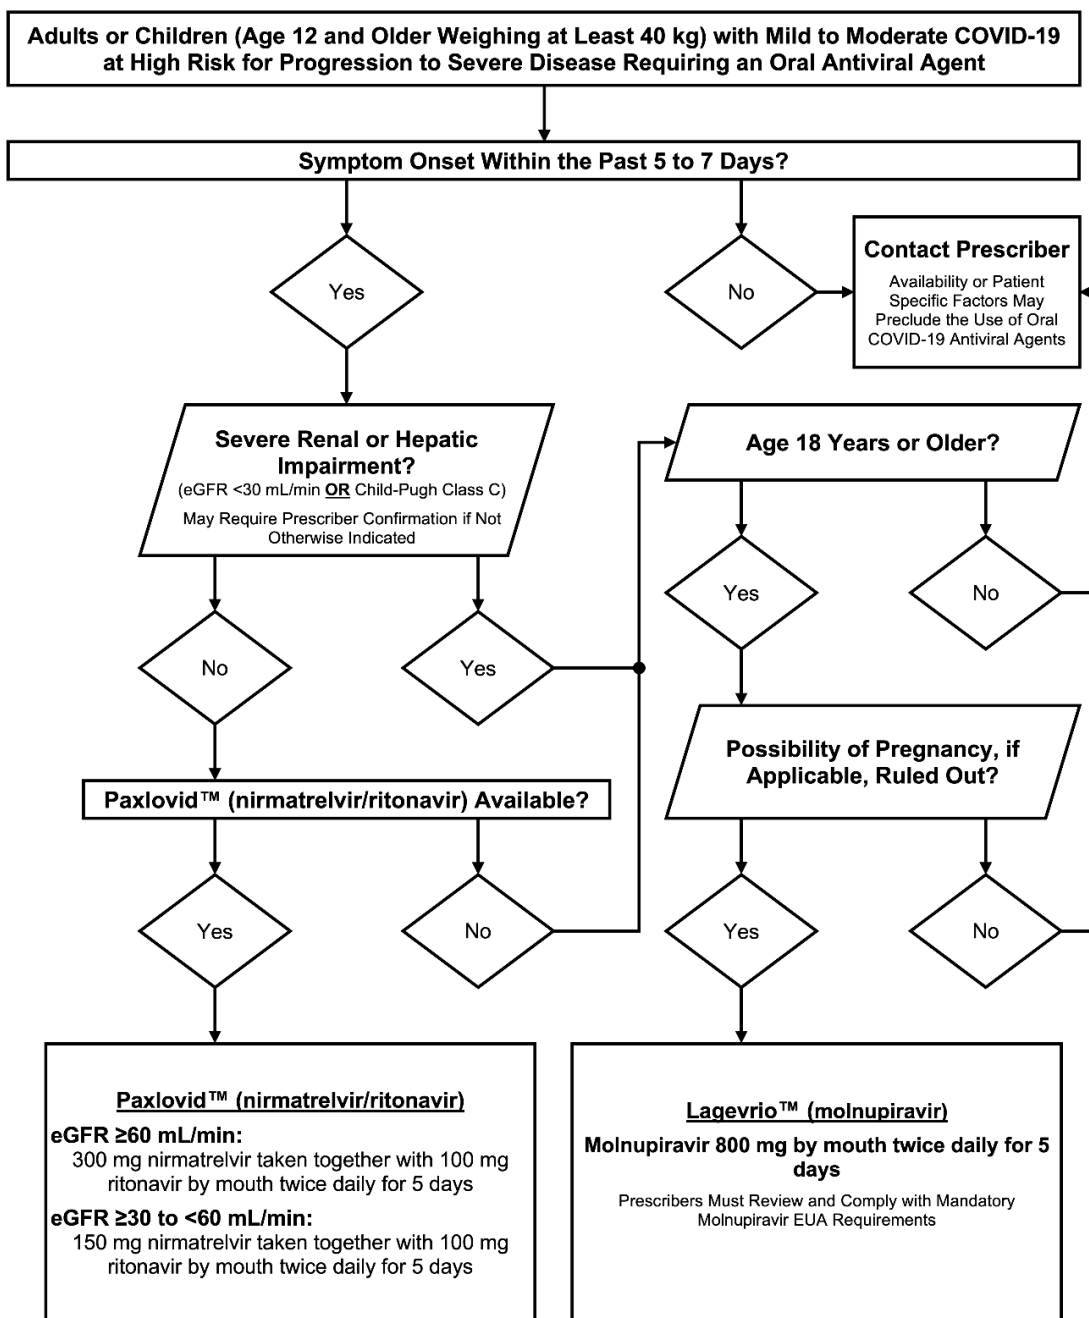 Adults or Children (Age 12 and Older Weighing at Least 40 kg) with Mild to Moderate COVID-19
at High Risk for Progression to Severe Disease Requiring an Oral Antiviral Agent
Symptom Onset Within the Past 5 to 7 Days?
Yes
No
Contact Prescriber
Availability or Patient
Specific Factors May
Preclude the Use of Oral
COVID-19 Antiviral Agents
Severe Renal or Hepatic
Impairment?
(eGFR <30 mL/min OR Child-Pugh Class C)
May Require Prescriber Confirmation if Not
Otherwise Indicated
Age 18 Years or Older?
Yes
No
No
Yes
Possibility of Pregnancy, if
Applicable, Ruled Out?
Paxlovid™ (nirmatrelvir/ritonavir) Available?
Yes
No
Yes
No
Paxlovid™ (nirmatrelvir/ritonavir)
eGFR ≥60 mL/min:
300 mg nirmatrelvir taken together with 100 mg
ritonavir by mouth twice daily for 5 days
eGFR ≥30 to <60 mL/min:
150 mg nirmatrelvir taken together with 100 mg
ritonavir by mouth twice daily for 5 days
Lagevrio™ (molnupiravir)
Molnupiravir 800 mg by mouth twice daily for 5
days
Prescribers Must Review and Comply with Mandatory
Molnupiravir EUA Requirements